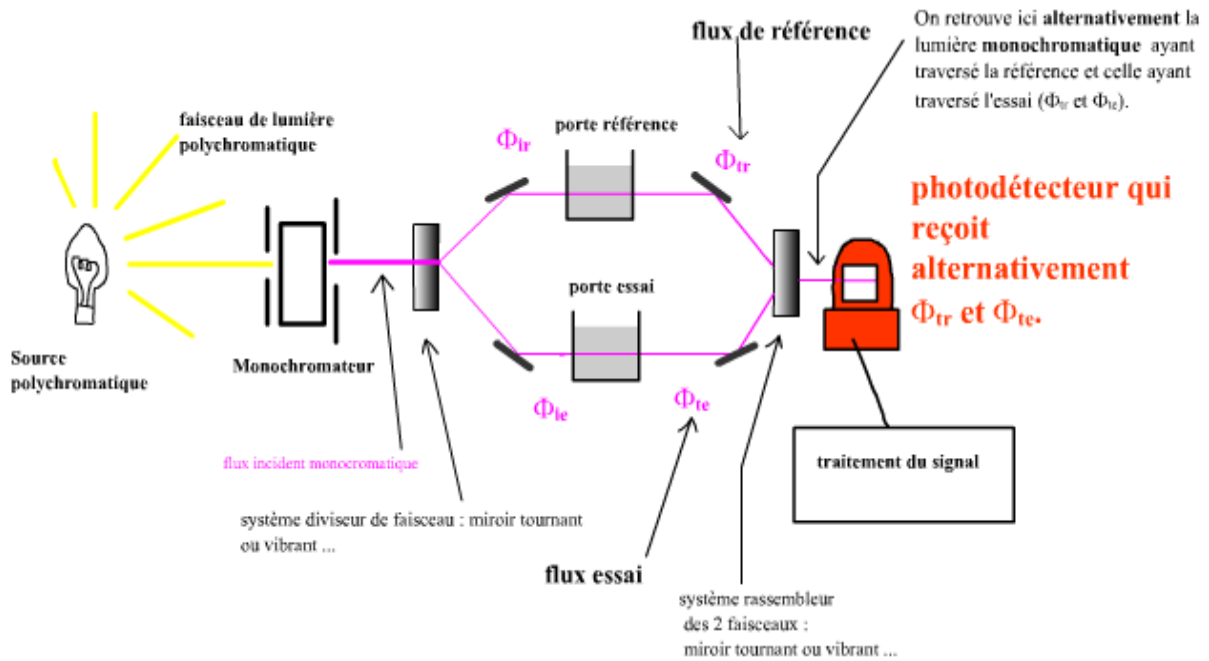 flux de référence
On retrouve ici alternativement la
lumière monochromatique ayant
traversé la référence et celle ayant
traversé l'essai (Φtr et Φte).
faisceau de lumière
polychromatique
porte référence
Φir
Φtr
photodétecteur qui
reçoit
alternativement
Φtr et Φte.
porte essai
Source
polychromatique
Monochromateur
Φie
Φte
flux incident monocromatique
traitement du signal
système diviseur de faisceau : miroir tournant
ou vibrant ...
flux essai
système rassembleur
des 2 faisceaux :
miroir tournant ou vibrant ...